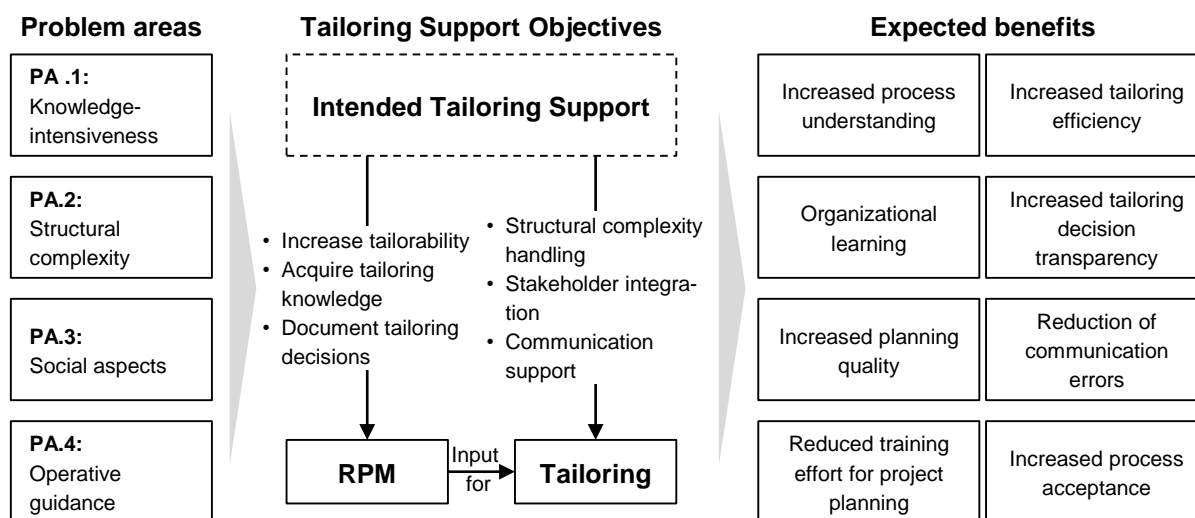 Problem areas
PA .1:
Knowledge-
intensiveness
PA.2:
Structural
complexity
PA.3:
Social aspects
PA.4:
Operative
guidance
Tailoring Support Objectives
Intended Tailoring Support
• Increase tailorability
• Acquire tailoring
knowledge
• Document tailoring
decisions
• Structural complexity
handling
• Stakeholder integra-
tion
• Communication
support
RPM
Input
for
Tailoring
Expected benefits
Increased process
understanding
Increased tailoring
efficiency
Organizational
learning
Increased tailoring
decision
transparency
Increased planning
quality
Reduction of
communication
errors
Reduced training
effort for project
planning
Increased process
acceptance